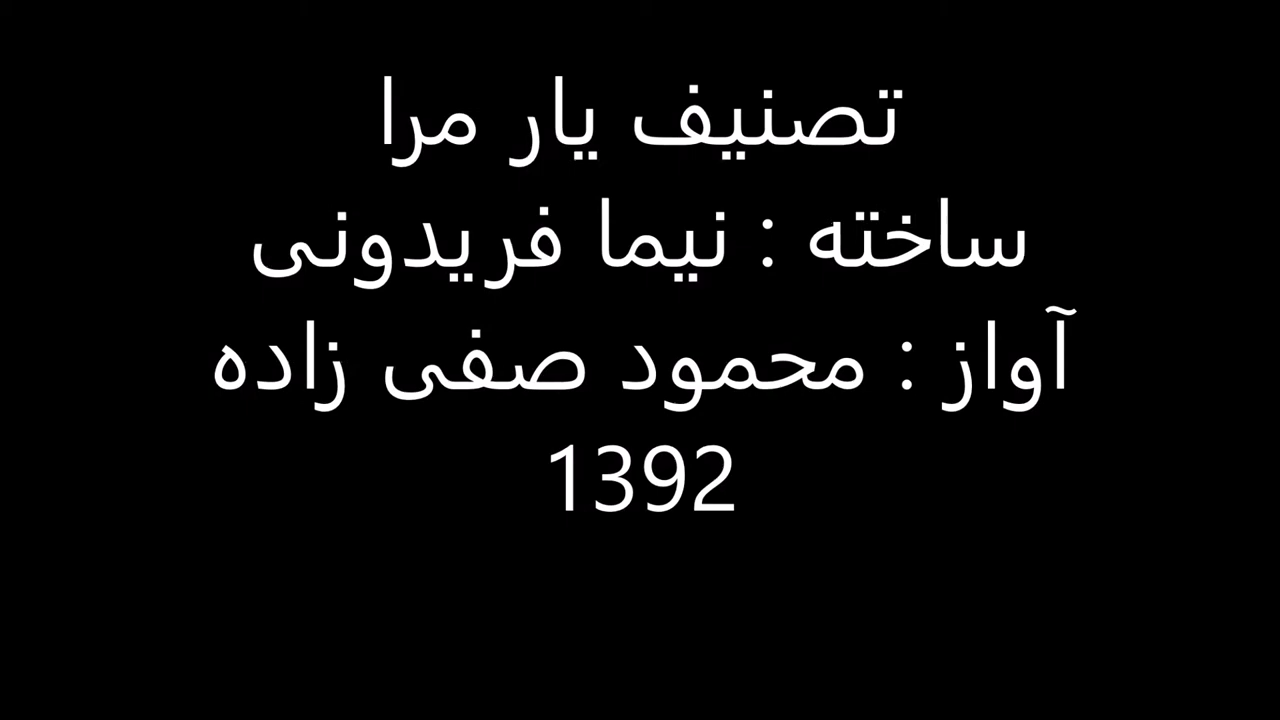 تصنیف یار مرا
ساخته : نیما فریدونی
آواز : محمود صفی زاده
1392